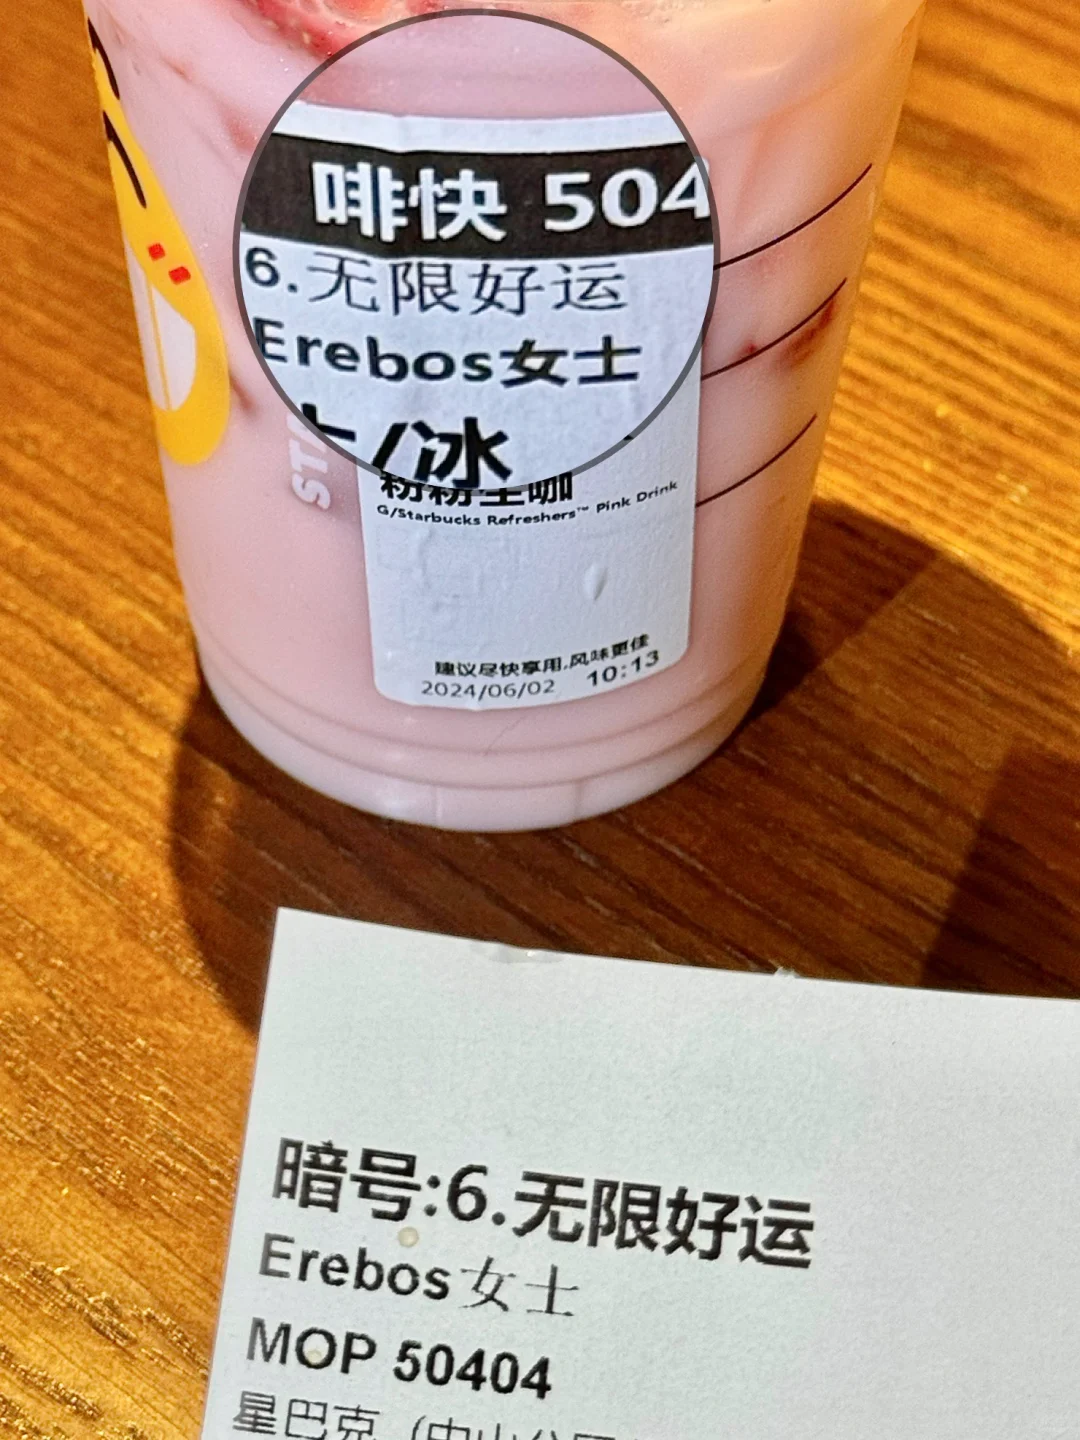 啡快 504
6.无限好运
Erebos女士
/冰
粉粉生咖
G/Starbucks Refreshers™ Pink Drink
建议尽快享用,风味更佳
2024/06/02 10:13
ST
暗号:6.无限好运
Erebos女士
MOP 50404
星巴克